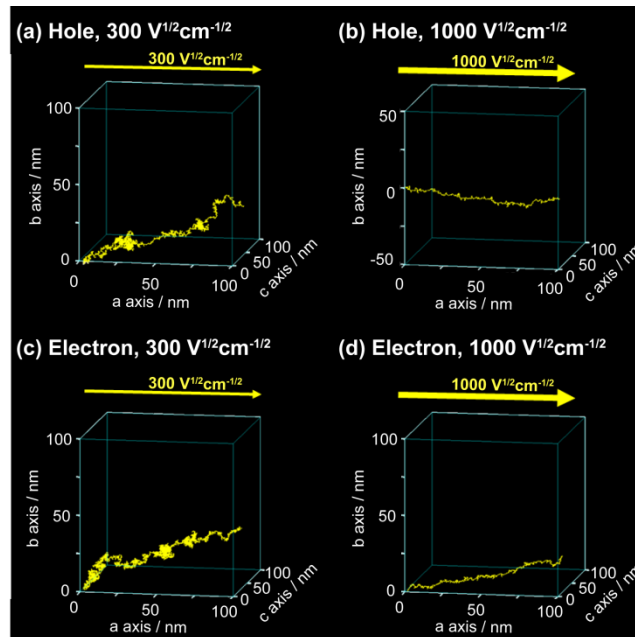 (a) Hole, 300 V1/2cm-1/2
300 V1/2cm-1/2
100
50
0
b axis / nm
0
50
100
a axis / nm
0
50
100
c axis / nm
(b) Hole, 1000 V1/2cm-1/2
1000 V1/2cm-1/2
50
0
-50
b axis / nm
0
50
100
a axis / nm
0
50
100
c axis / nm
(c) Electron, 300 V1/2cm-1/2
300 V1/2cm-1/2
100
50
0
b axis / nm
0
50
100
a axis / nm
0
50
100
c axis / nm
(d) Electron, 1000 V1/2cm-1/2
1000 V1/2cm-1/2
100
50
0
b axis / nm
0
50
100
a axis / nm
0
50
100
c axis / nm